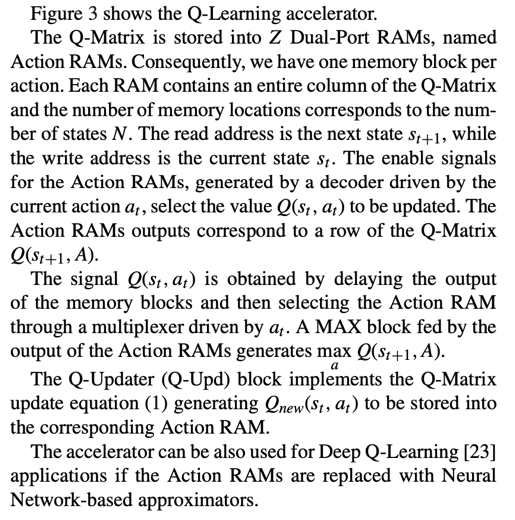 Figure 3 shows the Q-Learning accelerator.
The Q-Matrix is stored into Z Dual-Port RAMs, named
Action RAMs. Consequently, we have one memory block per
action. Each RAM contains an entire column of the Q-Matrix
and the number of memory locations corresponds to the num-
ber of states N. The read address is the next state s_{t+1}, while
the write address is the current state s_t. The enable signals
for the Action RAMs, generated by a decoder driven by the
current action a_t, select the value Q(s_t, a_t) to be updated. The
Action RAMs outputs correspond to a row of the Q-Matrix
Q(s_{t+1}, A).
The signal Q(s_t, a_t) is obtained by delaying the output
of the memory blocks and then selecting the Action RAM
through a multiplexer driven by a_t. A MAX block fed by the
output of the Action RAMs generates max_a Q(s_{t+1}, A).
The Q-Updater (Q-Upd) block implements the Q-Matrix
update equation (1) generating Q_{new}(s_t, a_t) to be stored into
the corresponding Action RAM.
The accelerator can be also used for Deep Q-Learning [23]
applications if the Action RAMs are replaced with Neural
Network-based approximators.